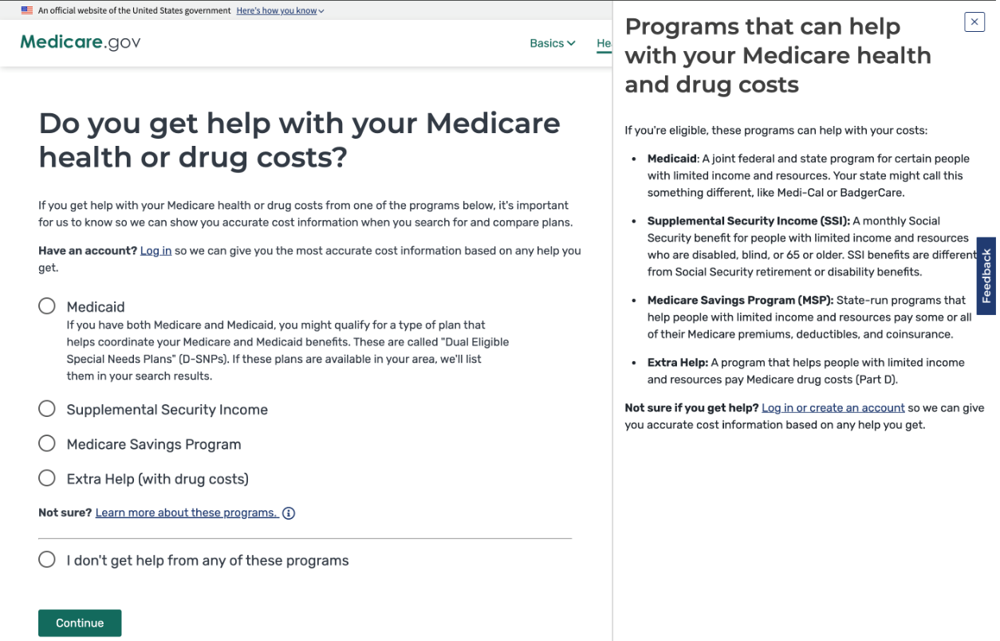 An official website of the United States government Here's how you know
Medicare.gov
Basics
Do you get help with your Medicare
health or drug costs?
If you get help with your Medicare health or drug costs from one of the programs below, it's important
for us to know so we can show you accurate cost information when you search for and compare plans.
Have an account? Log in so we can give you the most accurate cost information based on any help you
get.
Medicaid
If you have both Medicare and Medicaid, you might qualify for a type of plan that
helps coordinate your Medicare and Medicaid benefits. These are called "Dual Eligible
Special Needs Plans" (D-SNPs). If these plans are available in your area, we'll list
them in your search results.
Supplemental Security Income
Medicare Savings Program
Extra Help (with drug costs)
Not sure? Learn more about these programs.
I don't get help from any of these programs
Continue
Programs that can help
with your Medicare health
and drug costs
If you're eligible, these programs can help with your costs:
Medicaid: A joint federal and state program for certain people
with limited income and resources. Your state might call this
something different, like Medi-Cal or BadgerCare.
Supplemental Security Income (SSI): A monthly Social
Security benefit for people with limited income and resources
who are disabled, blind, or 65 or older. SSI benefits are different
from Social Security retirement or disability benefits.
Medicare Savings Program (MSP): State-run programs that
help people with limited income and resources pay some or all
of their Medicare premiums, deductibles, and coinsurance.
Extra Help: A program that helps people with limited income
and resources pay Medicare drug costs (Part D).
Not sure if you get help? Log in or create an account so we can give
you accurate cost information based on any help you get.
Feedback